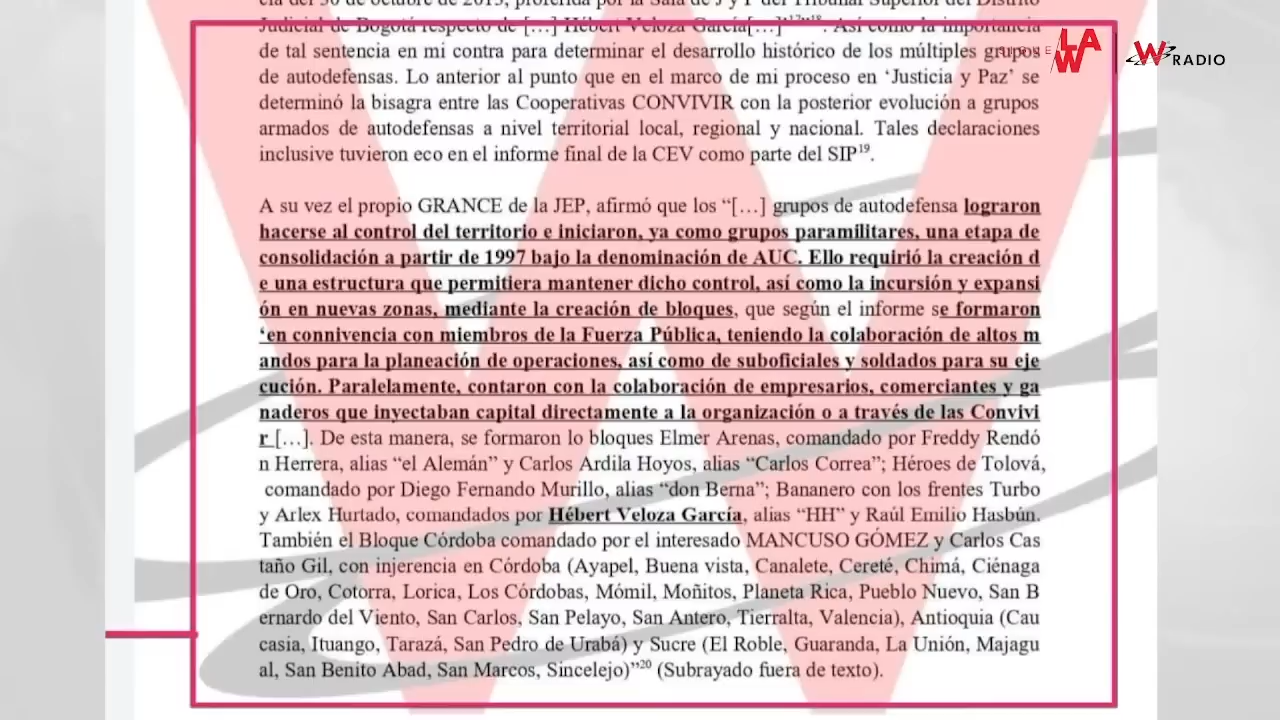 cia del 30 de octubre de 2013, proferida por la Sala de J y P del Tribunal Superior del Distrito
Judicial de Bogotá respecto de […] Hébert Veloza García[…]”¹⁷”¹⁸. Así como la importancia
de tal sentencia en mi contra para determinar el desarrollo histórico de los múltiples grupos
de autodefensas. Lo anterior al punto que en el marco de mi proceso en ‘Justicia y Paz’ se
determinó la bisagra entre las Cooperativas CONVIVIR con la posterior evolución a grupos
armados de autodefensas a nivel territorial local, regional y nacional. Tales declaraciones
inclusive tuvieron eco en el informe final de la CEV como parte del SIP¹⁹.
A su vez el propio GRANCE de la JEP, afirmó que los “[…] grupos de autodefensa lograron
hacerse al control del territorio e iniciaron, ya como grupos paramilitares, una etapa de
consolidación a partir de 1997 bajo la denominación de AUC. Ello requirió la creación d
e una estructura que permitiera mantener dicho control, así como la incursión y expansi
ón en nuevas zonas, mediante la creación de bloques, que según el informe se formaron
‘en connivencia con miembros de la Fuerza Pública, teniendo la colaboración de altos m
andos para la planeación de operaciones, así como de suboficiales y soldados para su eje
cución. Paralelamente, contaron con la colaboración de empresarios, comerciantes y ga
naderos que inyectaban capital directamente a la organización o a través de las Convivi
r […]. De esta manera, se formaron lo bloques Elmer Arenas, comandado por Freddy Rendó
n Herrera, alias “el Alemán” y Carlos Ardila Hoyos, alias “Carlos Correa”; Héroes de Tolová,
comandado por Diego Fernando Murillo, alias “don Berna”; Bananero con los frentes Turbo
y Arlex Hurtado, comandados por Hébert Veloza García, alias “HH” y Raúl Emilio Hasbún.
También el Bloque Córdoba comandado por el interesado MANCUSO GÓMEZ y Carlos Cas
taño Gil, con injerencia en Córdoba (Ayapel, Buena vista, Canalete, Cereté, Chimá, Ciénaga
de Oro, Cotorra, Lorica, Los Córdobas, Mómil, Moñitos, Planeta Rica, Pueblo Nuevo, San B
ernardo del Viento, San Carlos, San Pelayo, San Antero, Tierralta, Valencia), Antioquia (Cau
casia, Ituango, Tarazá, San Pedro de Urabá) y Sucre (El Roble, Guaranda, La Unión, Majagu
al, San Benito Abad, San Marcos, Sincelejo)”²⁰ (Subrayado fuera de texto).
SIGUE LA W
W RADIO